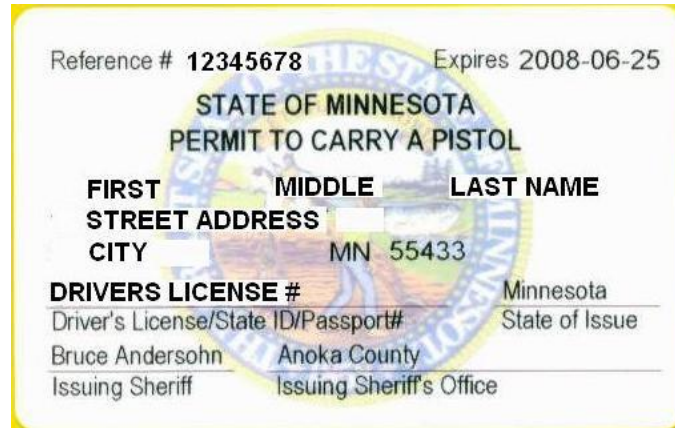 Reference # 12345678 Expires 2008-06-25
STATE OF MINNESOTA
PERMIT TO CARRY A PISTOL
FIRST MIDDLE LAST NAME
STREET ADDRESS
CITY MN 55433
DRIVERS LICENSE # Minnesota
Driver's License/State ID/Passport# State of Issue
Bruce Andersohn Anoka County
Issuing Sheriff Issuing Sheriff's Office